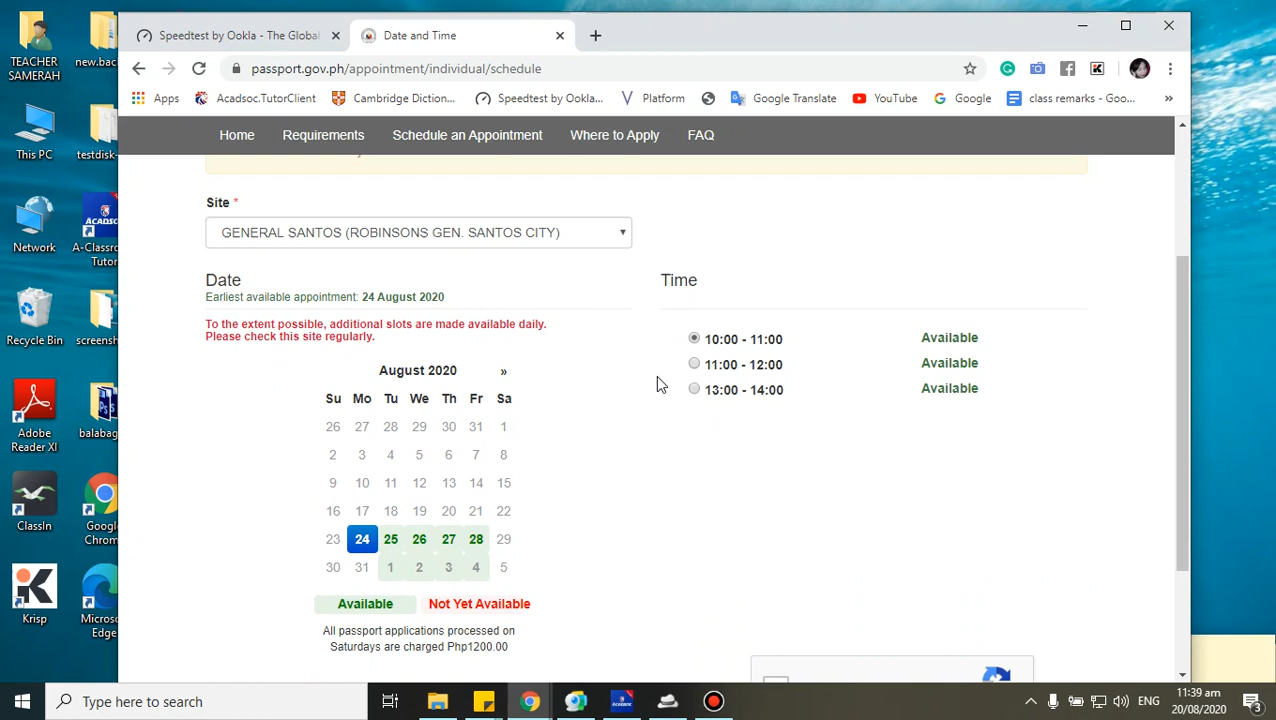 TEACHER
SAMERAH
new.bac
This PC
testdisk-
Network
A-Classro
Tutor
Recycle Bin
screensh
Adobe
Reader XI
balabag
ClassIn
Googl
Chrom
Krisp
Micros
Edge
Speedtest by Ookla - The Global
Date and Time
passport.gov.ph/appointment/individual/schedule
Apps
Acadsoc.TutorClient
Cambridge Diction...
Speedtest by Ookla...
Platform
Google Translate
YouTube
Google
class remarks - Goo...
»
Home
Requirements
Schedule an Appointment
Where to Apply
FAQ
Site *
GENERAL SANTOS (ROBINSONS GEN. SANTOS CITY)
Date
Earliest available appointment: 24 August 2020
To the extent possible, additional slots are made available daily.
Please check this site regularly.
August 2020 »
Su Mo Tu We Th Fr Sa
26 27 28 29 30 31 1
2 3 4 5 6 7 8
9 10 11 12 13 14 15
16 17 18 19 20 21 22
23 24 25 26 27 28 29
30 31 1 2 3 4 5
Available Not Yet Available
All passport applications processed on
Saturdays are charged Php1200.00
Time
10:00 - 11:00 Available
11:00 - 12:00 Available
13:00 - 14:00 Available
Type here to search
ACADSOC
ENG
11:39 am
20/08/2020
3